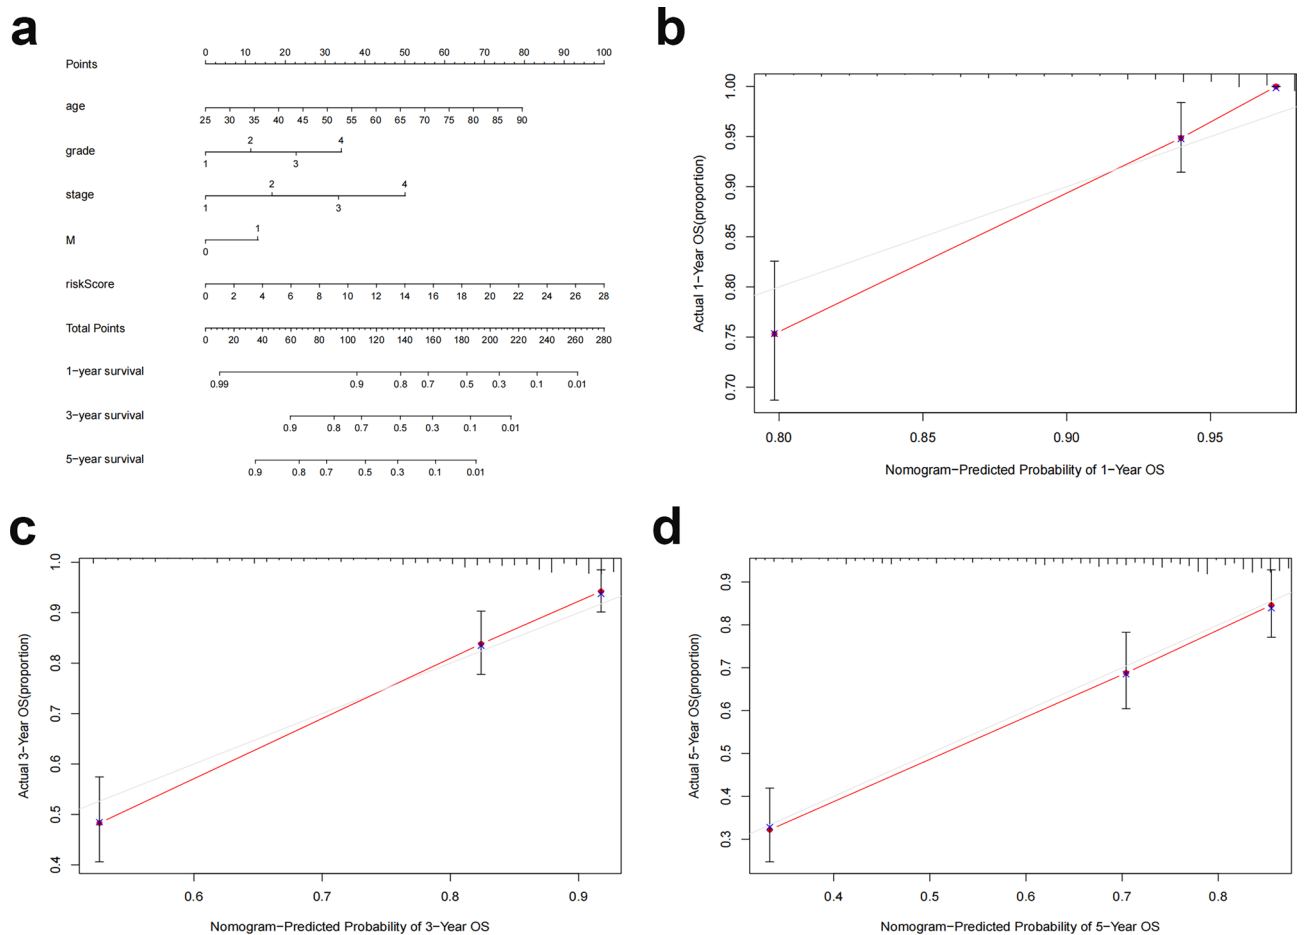 a
Points
0 10 20 30 40 50 60 70 80 90 100
age
25 30 35 40 45 50 55 60 65 70 75 80 85 90
grade
2 4
1 3
stage
2 4
1 3
M
1
0
riskScore
0 2 4 6 8 10 12 14 16 18 20 22 24 26 28
Total Points
0 20 40 60 80 100 120 140 160 180 200 220 240 260 280
1−year survival
0.99 0.9 0.8 0.7 0.5 0.3 0.1 0.01
3−year survival
0.9 0.8 0.7 0.5 0.3 0.1 0.01
5−year survival
0.9 0.8 0.7 0.5 0.3 0.1 0.01
b
Actual 1−Year OS(proportion)
1.00
0.95
0.90
0.85
0.80
0.75
0.70
0.80 0.85 0.90 0.95
Nomogram−Predicted Probability of 1−Year OS
c
Actual 3−Year OS(proportion)
1.0
0.9
0.8
0.7
0.6
0.5
0.4
0.6 0.7 0.8 0.9
Nomogram−Predicted Probability of 3−Year OS
d
Actual 5−Year OS(proportion)
0.9
0.8
0.7
0.6
0.5
0.4
0.3
0.4 0.5 0.6 0.7 0.8
Nomogram−Predicted Probability of 5−Year OS